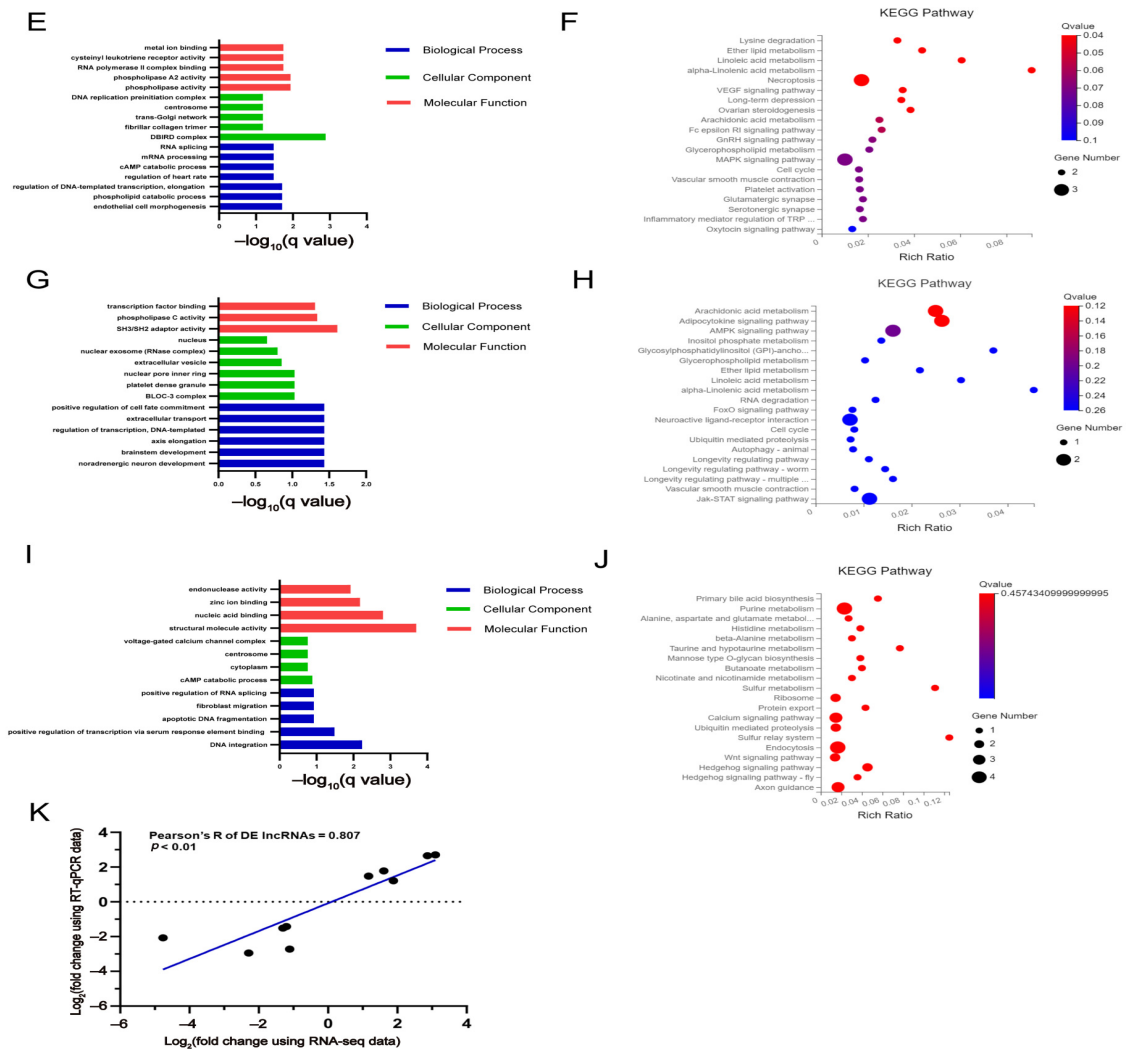 E
metal ion binding
cysteinyl leukotriene receptor activity
RNA polymerase II complex binding
phospholipase A2 activity
phospholipase activity
DNA replication preinitiation complex
centrosome
trans-Golgi network
fibrillar collagen trimer
DBIRD complex
RNA splicing
mRNA processing
cAMP catabolic process
regulation of heart rate
regulation of DNA-templated transcription, elongation
phospholipid catabolic process
endothelial cell morphogenesis
0 1 2 3 4
–log10(q value)
Biological Process
Cellular Component
Molecular Function
F
KEGG Pathway
Lysine degradation
Ether lipid metabolism
Linoleic acid metabolism
alpha-Linolenic acid metabolism
Necroptosis
VEGF signaling pathway
Long-term depression
Ovarian steroidogenesis
Arachidonic acid metabolism
Fc epsilon RI signaling pathway
GnRH signaling pathway
Glycerophospholipid metabolism
MAPK signaling pathway
Cell cycle
Vascular smooth muscle contraction
Platelet activation
Glutamatergic synapse
Serotonergic synapse
Inflammatory mediator regulation of TRP ...
Oxytocin signaling pathway
0 0.02 0.04 0.06 0.08
Rich Ratio
Qvalue
0.04
0.05
0.06
0.07
0.08
0.09
0.1
Gene Number
2
3
G
transcription factor binding
phospholipase C activity
SH3/SH2 adaptor activity
nucleus
nuclear exosome (RNase complex)
extracellular vesicle
nuclear pore inner ring
platelet dense granule
BLOC-3 complex
positive regulation of cell fate commitment
extracellular transport
regulation of transcription, DNA-templated
axis elongation
brainstem development
noradrenergic neuron development
0.0 0.5 1.0 1.5 2.0
–log10(q value)
Biological Process
Cellular Component
Molecular Function
H
KEGG Pathway
Arachidonic acid metabolism
Adipocytokine signaling pathway
AMPK signaling pathway
Inositol phosphate metabolism
Glycosylphosphatidylinositol (GPI)-ancho...
Glycerophospholipid metabolism
Ether lipid metabolism
Linoleic acid metabolism
alpha-Linolenic acid metabolism
RNA degradation
FoxO signaling pathway
Neuroactive ligand-receptor interaction
Cell cycle
Ubiquitin mediated proteolysis
Autophagy - animal
Longevity regulating pathway
Longevity regulating pathway - worm
Longevity regulating pathway - multiple ...
Vascular smooth muscle contraction
Jak-STAT signaling pathway
0 0.01 0.02 0.03 0.04
Rich Ratio
Qvalue
0.12
0.14
0.16
0.18
0.2
0.22
0.24
0.26
Gene Number
1
2
I
endonuclease activity
zinc ion binding
nucleic acid binding
structural molecule activity
voltage-gated calcium channel complex
centrosome
cytoplasm
cAMP catabolic process
positive regulation of RNA splicing
fibroblast migration
apoptotic DNA fragmentation
positive regulation of transcription via serum response element binding
DNA integration
0 1 2 3 4
–log10(q value)
Biological Process
Cellular Component
Molecular Function
J
KEGG Pathway
Primary bile acid biosynthesis
Purine metabolism
Alanine, aspartate and glutamate metabol...
Histidine metabolism
beta-Alanine metabolism
Taurine and hypotaurine metabolism
Mannose type O-glycan biosynthesis
Butanoate metabolism
Nicotinate and nicotinamide metabolism
Sulfur metabolism
Ribosome
Protein export
Calcium signaling pathway
Ubiquitin mediated proteolysis
Sulfur relay system
Endocytosis
Wnt signaling pathway
Hedgehog signaling pathway
Hedgehog signaling pathway - fly
Axon guidance
0 0.02 0.04 0.06 0.08 0.1 0.12
Rich Ratio
Qvalue
0.45743409999999995
Gene Number
1
2
3
4
K
Pearson's R of DE lncRNAs = 0.807
p < 0.01
4
2
0
–2
–4
–6
–6 –4 –2 0 2 4
Log2(fold change using RT-qPCR data)
Log2(fold change using RNA-seq data)